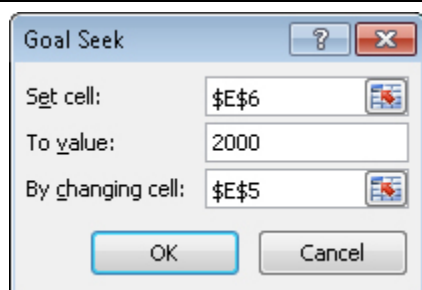 Goal Seek
Set cell: $E$6
To value: 2000
By changing cell: $E$5
OK Cancel